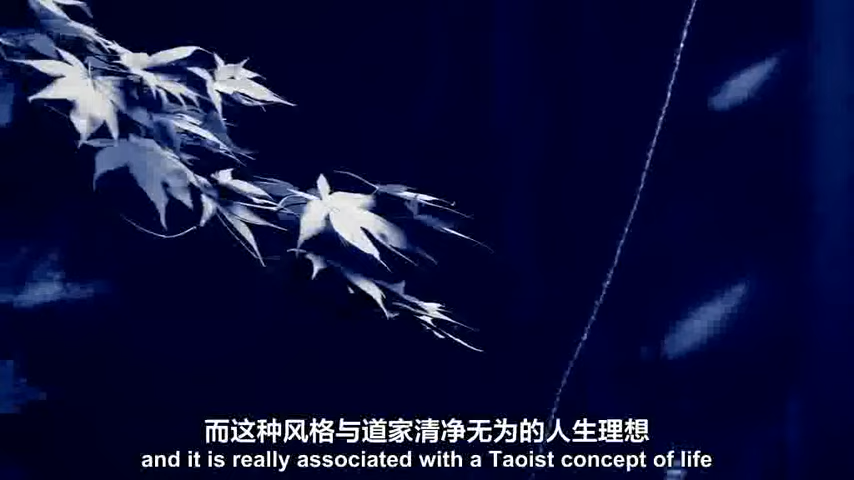 而这种风格与道家清净无为的人生理想
and it is really associated with a Taoist concept of life